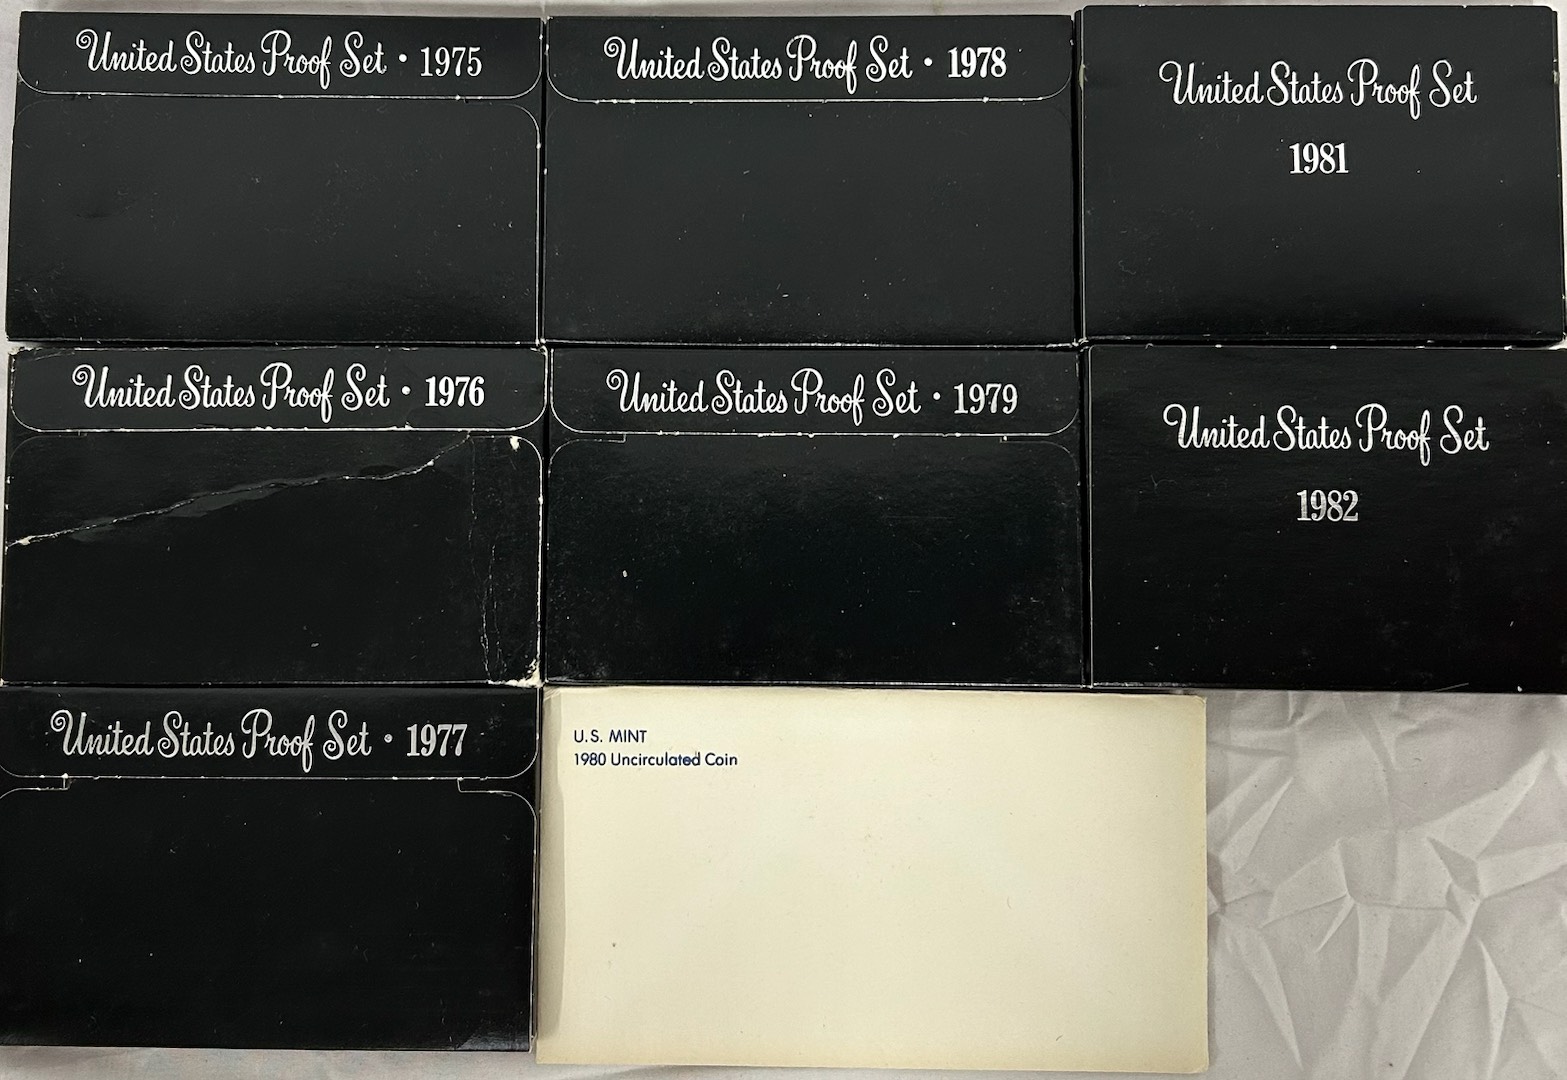 United States Proof Set • 1975
United States Proof Set • 1978
United States Proof Set
1981
United States Proof Set • 1976
United States Proof Set • 1979
United States Proof Set
1982
United States Proof Set • 1977
U.S. MINT
1980 Uncirculated Coin